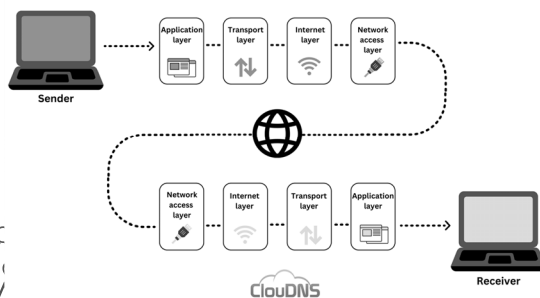 Application
layer
Transport
layer
Internet
layer
Network
access
layer
Sender
Network
access
layer
Internet
layer
Transport
layer
Application
layer
Receiver
ClouDNS